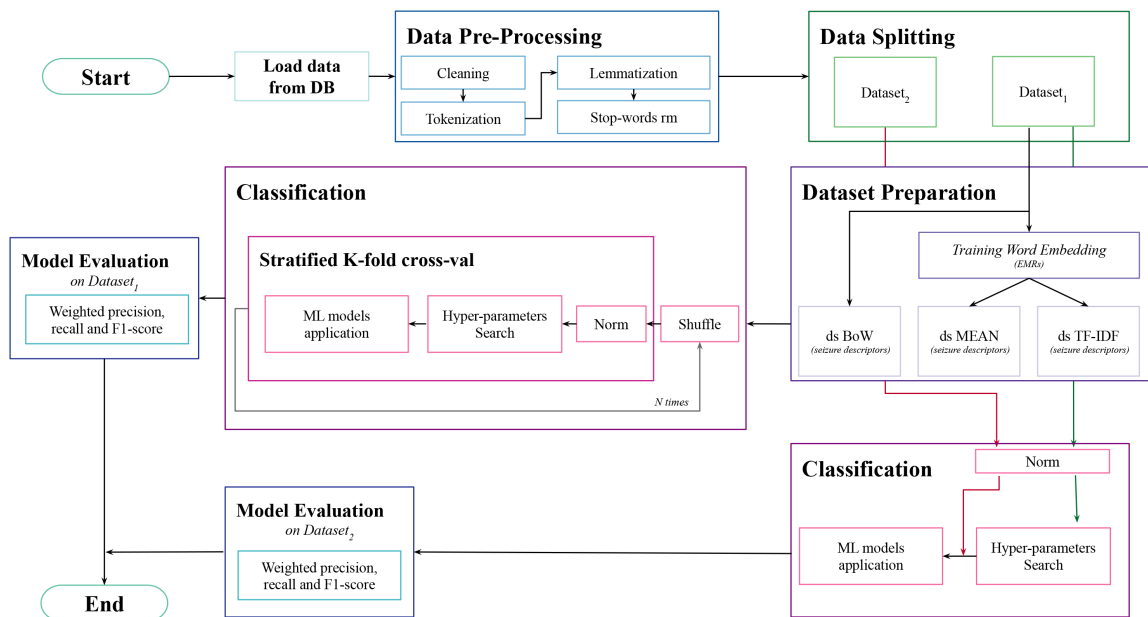 Start
Load data
from DB
Data Pre-Processing
Cleaning
Tokenization
Lemmatization
Stop-words rm
Data Splitting
Dataset2
Dataset1
Dataset Preparation
Training Word Embedding
(EMRs)
ds BoW
(seizure descriptors)
ds MEAN
(seizure descriptors)
ds TF-IDF
(seizure descriptors)
Classification
Stratified K-fold cross-val
ML models
application
Hyper-parameters
Search
Norm
Shuffle
N times
Model Evaluation
on Dataset1
Weighted precision,
recall and F1-score
Classification
Norm
ML models
application
Hyper-parameters
Search
Model Evaluation
on Dataset2
Weighted precision,
recall and F1-score
End